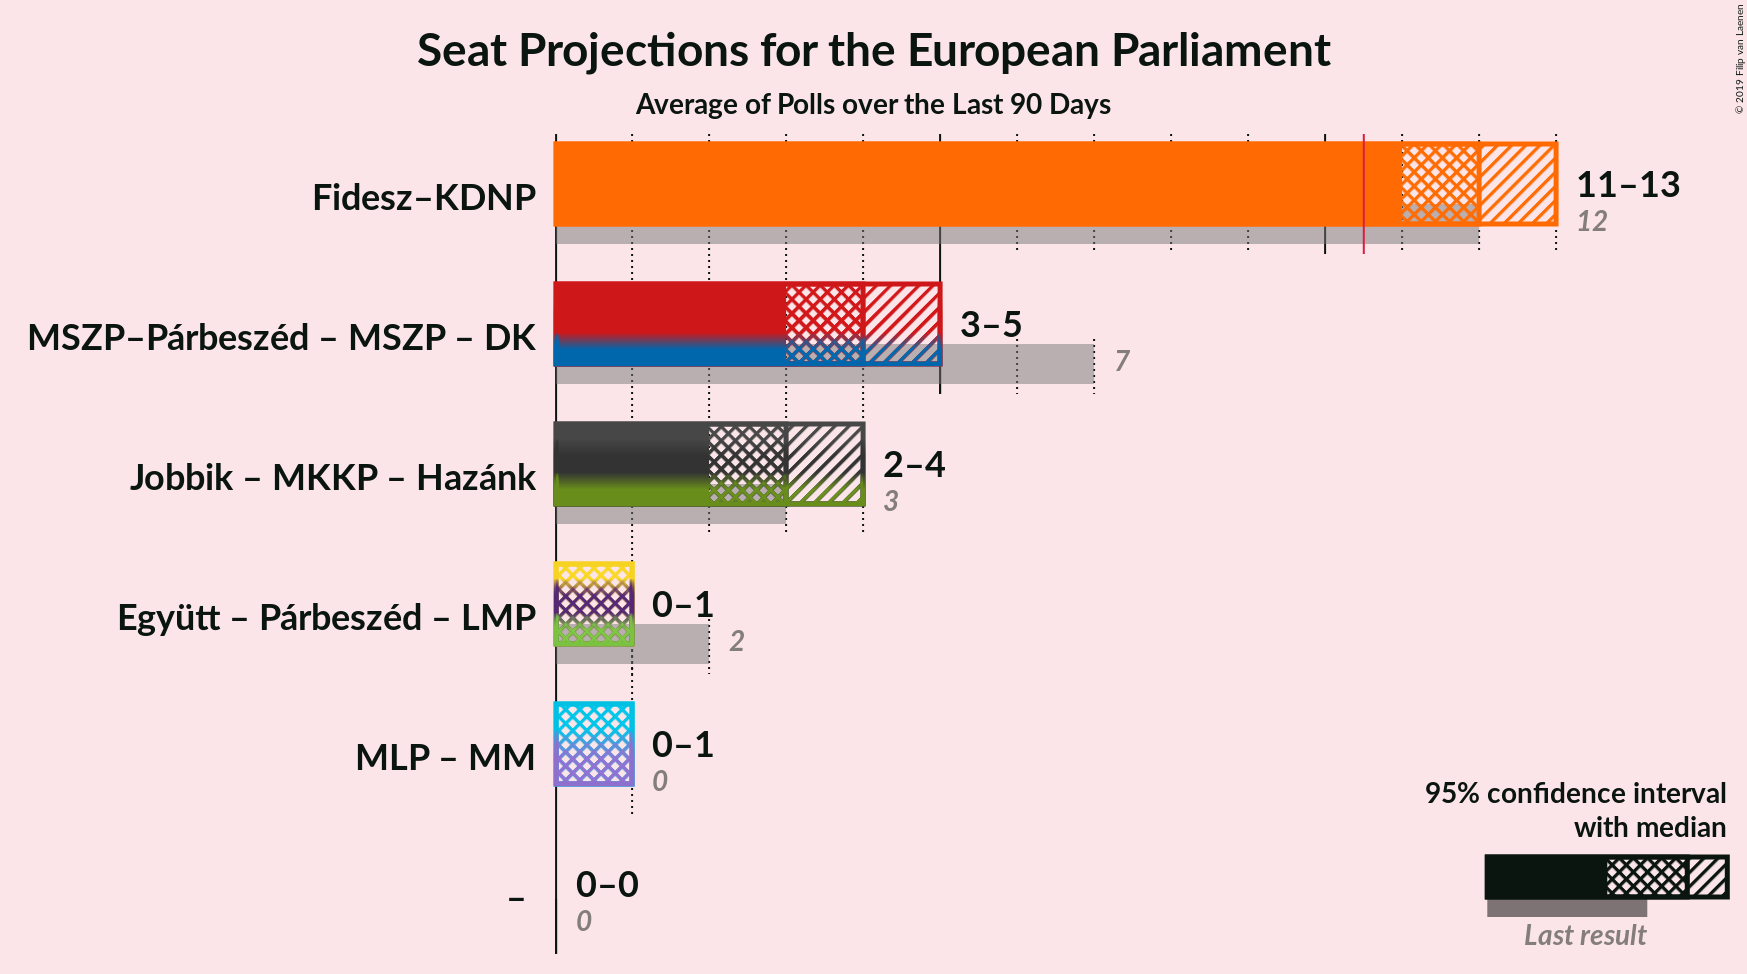 Seat Projections for the European Parliament
Average of Polls over the Last 90 Days
© 2019 Filip van Laenen
Fidesz–KDNP
11–13
12
MSZP–Párbeszéd – MSZP – DK
3–5
7
Jobbik – MKKP – Hazánk
2–4
3
Együtt – Párbeszéd – LMP
0–1
2
MLP – MM
0–1
0
–
0–0
0
95% confidence interval
with median
Last result